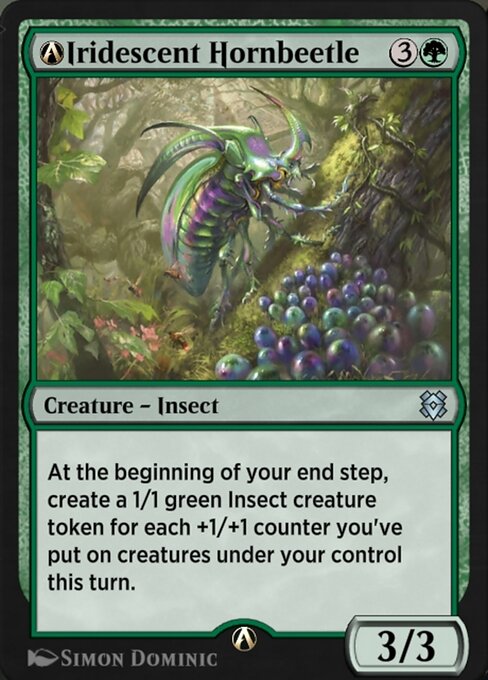 Iridescent Hornbeetle 3
Creature – Insect
At the beginning of your end step,
create a 1/1 green Insect creature
token for each +1/+1 counter you've
put on creatures under your control
this turn.
3/3
Simon Dominic